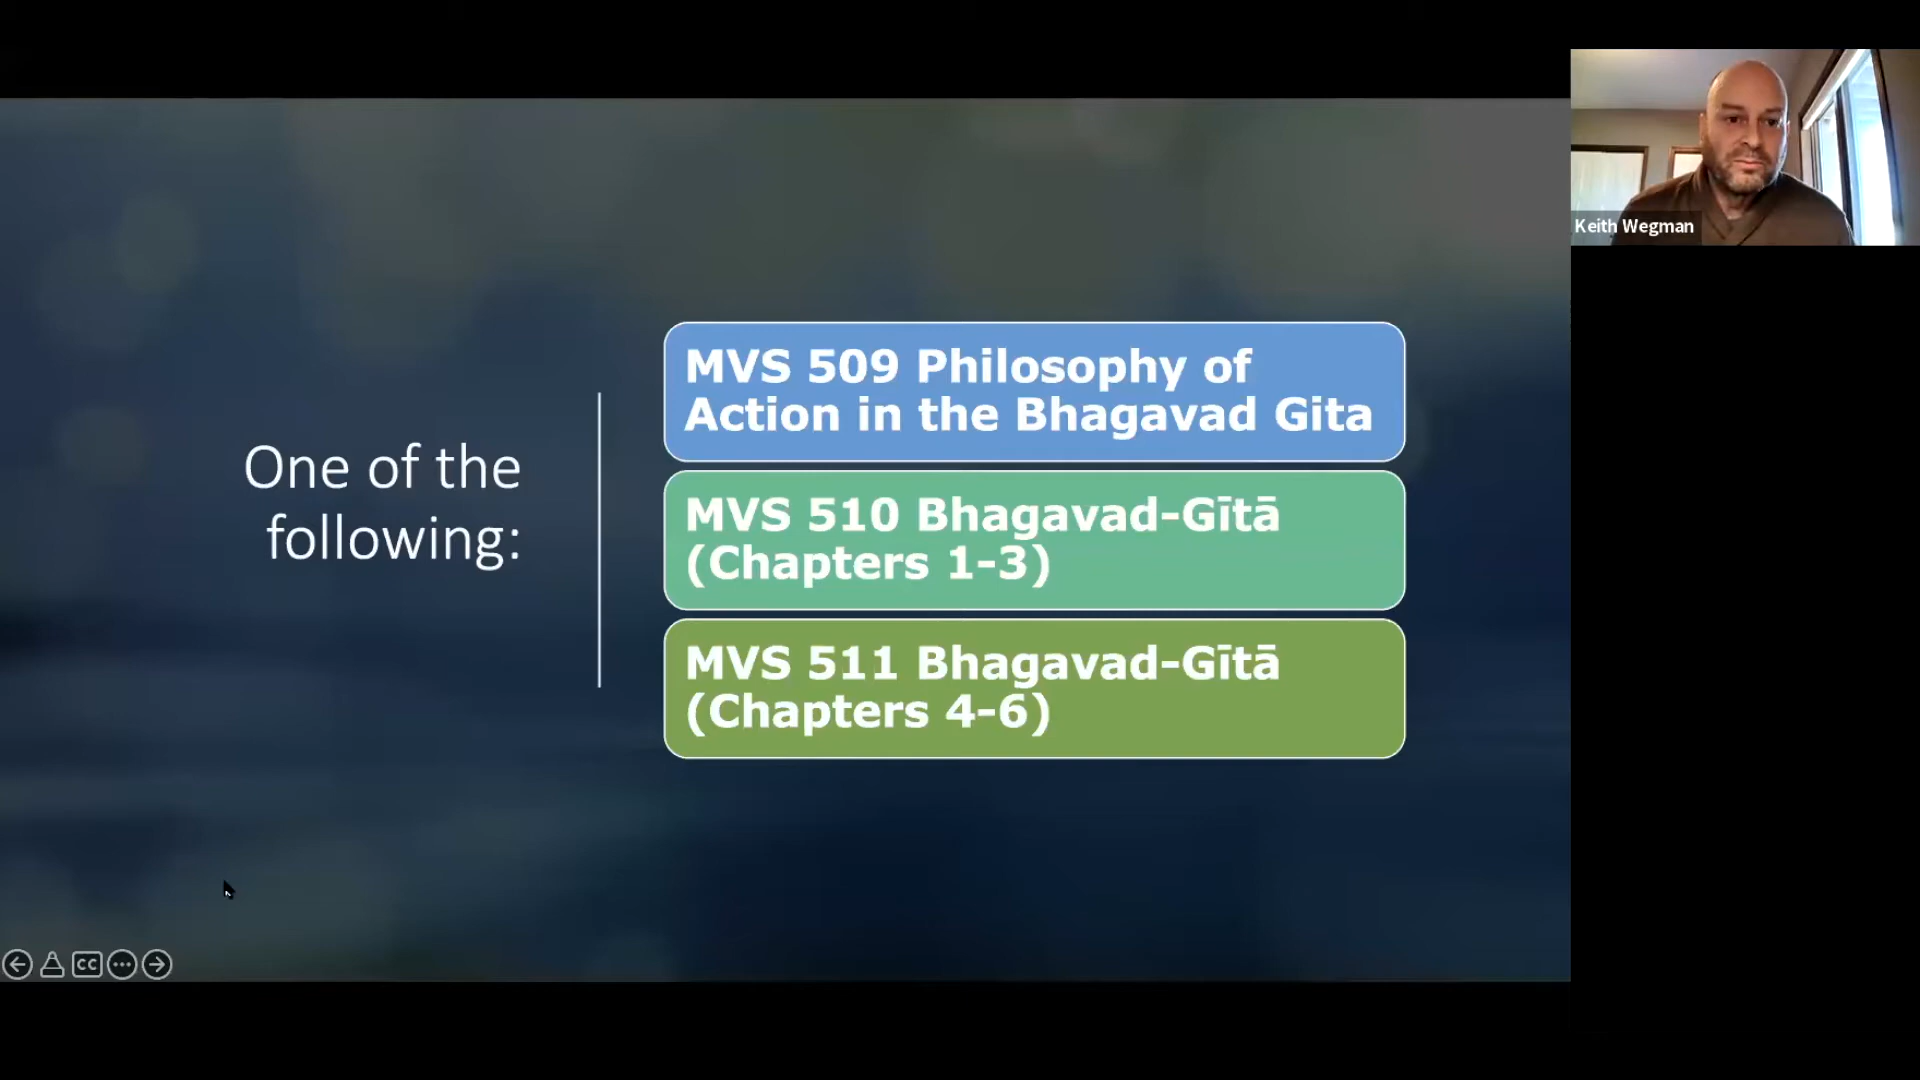 Keith Wegman
One of the
following:
MVS 509 Philosophy of
Action in the Bhagavad Gita
MVS 510 Bhagavad-Gītā
(Chapters 1-3)
MVS 511 Bhagavad-Gītā
(Chapters 4-6)
CC